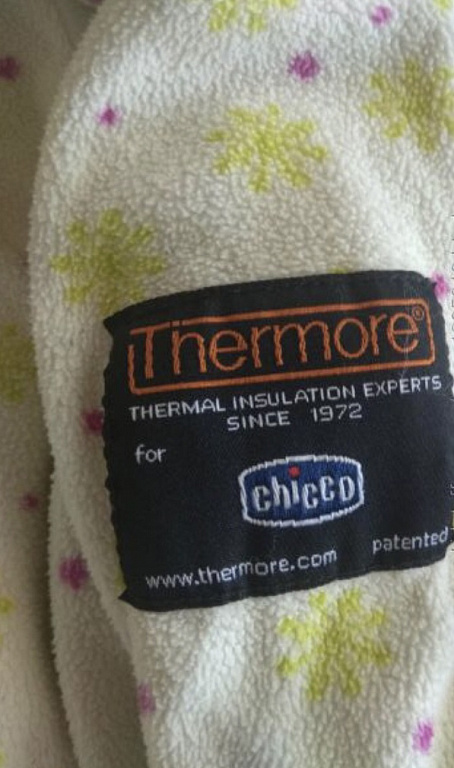 Thermore®
THERMAL INSULATION EXPERTS
SINCE 1972
for
chicco
patented
www.thermore.com